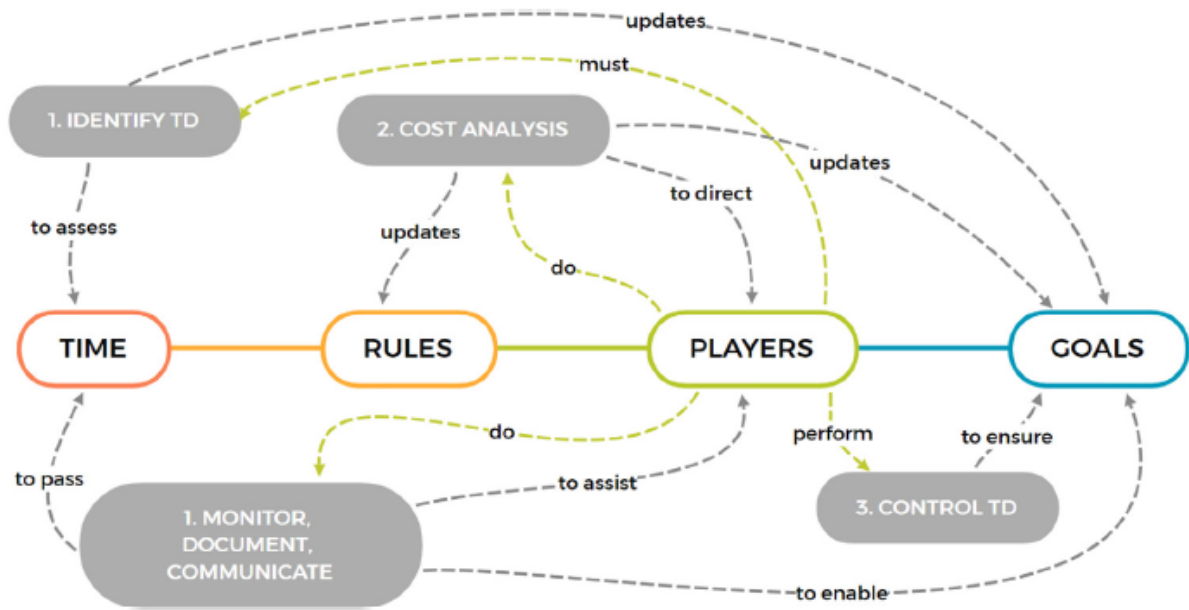 updates
must
1. IDENTIFY TD
2. COST ANALYSIS
updates
to direct
to assess
updates
do
TIME
RULES
PLAYERS
GOALS
do
perform
to ensure
to pass
to assist
1. MONITOR,
DOCUMENT,
COMMUNICATE
3. CONTROL TD
to enable